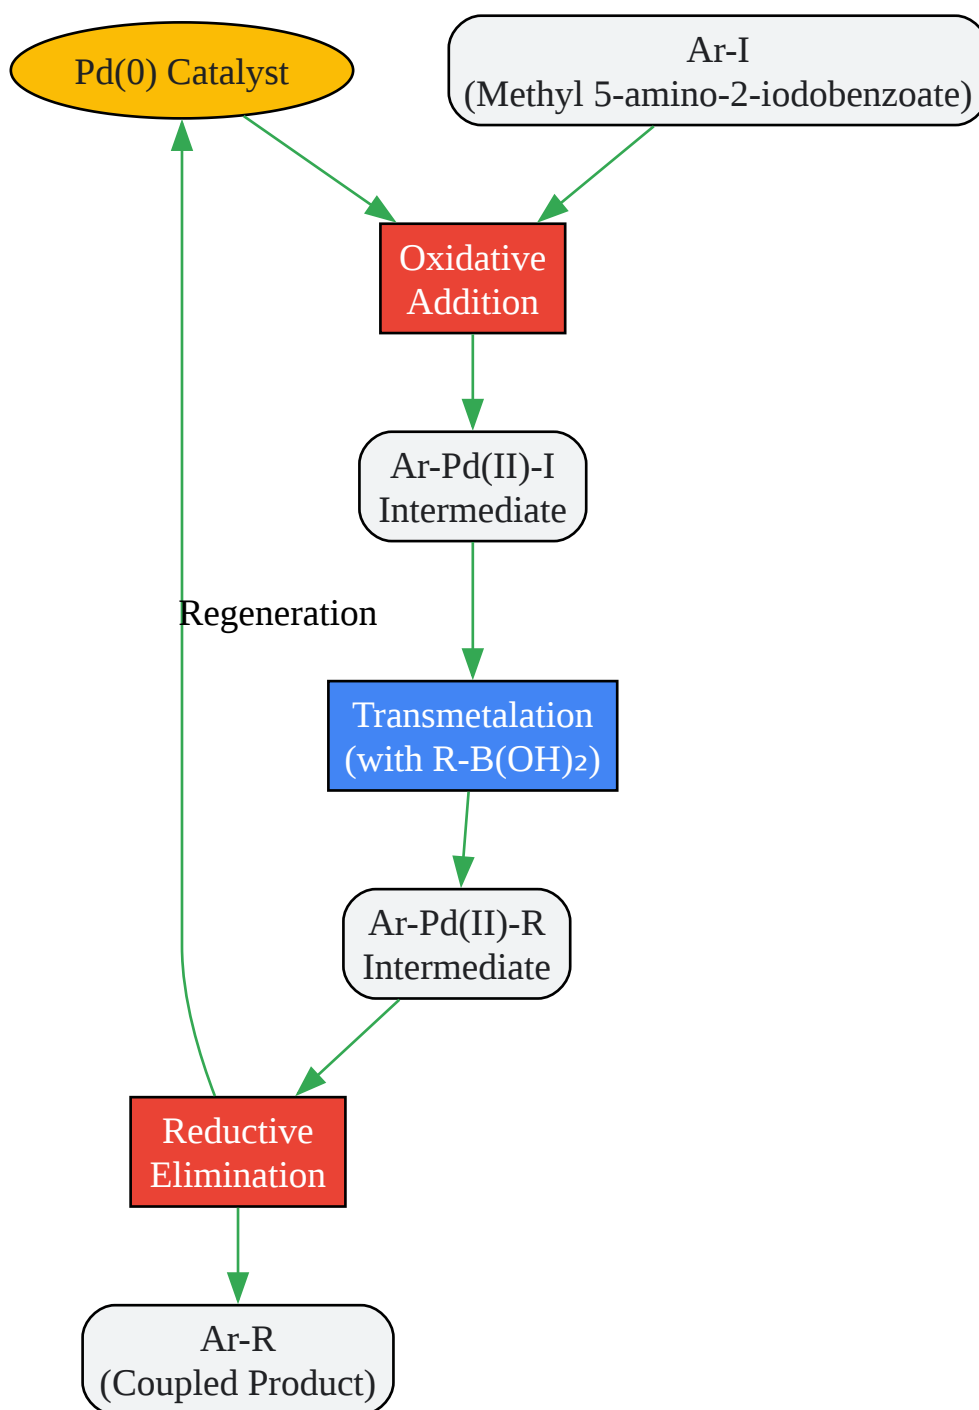 Pd(0) Catalyst
Ar-I
(Methyl 5-amino-2-iodobenzoate)
Oxidative
Addition
Ar-Pd(II)-I
Intermediate
Regeneration
Transmetalation
(with R-B(OH)₂)
Ar-Pd(II)-R
Intermediate
Reductive
Elimination
Ar-R
(Coupled Product)